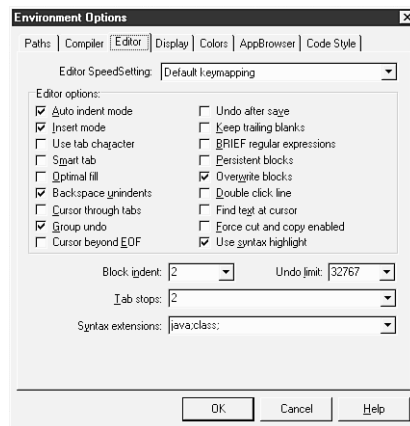 Environment Options
Paths Compiler Editor Display Colors AppBrowser Code Style
Editor SpeedSetting: Default keymapping
Editor options:
Auto indent mode Undo after save
Insert mode Keep trailing blanks
Use tab character BRIEF regular expressions
Smart tab Persistent blocks
Optimal fill Overwrite blocks
Backspace unindents Double click line
Cursor through tabs Find text at cursor
Group undo Force cut and copy enabled
Cursor beyond EOF Use syntax highlight
Block indent: 2 Undo limit: 32767
Tab stops: 2
Syntax extensions: java;class;
OK Cancel Help